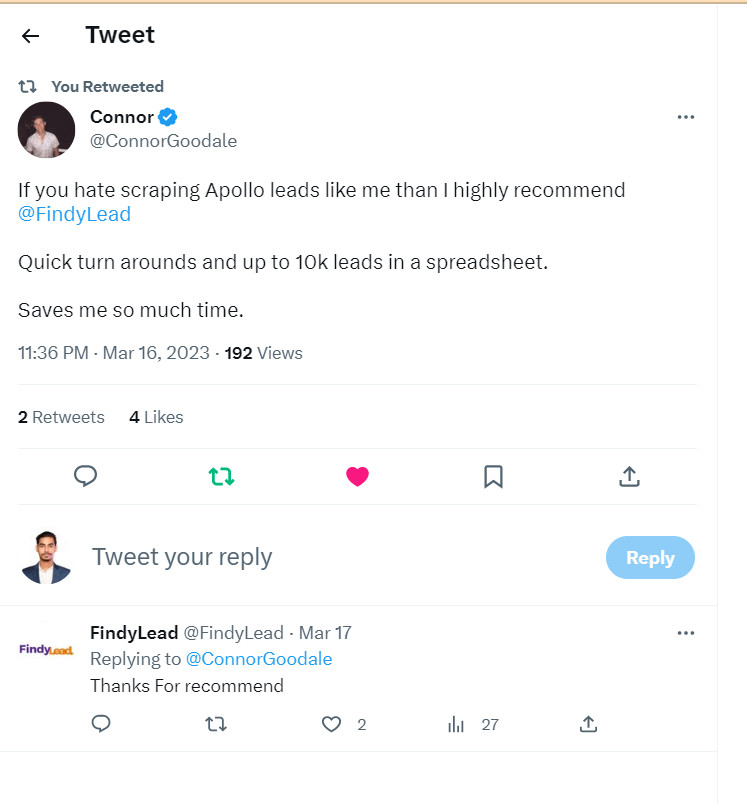 Tweet
You Retweeted
Connor
@ConnorGoodale
If you hate scraping Apollo leads like me than I highly recommend
@FindyLead
Quick turn arounds and up to 10k leads in a spreadsheet.
Saves me so much time.
11:36 PM · Mar 16, 2023 · 192 Views
2 Retweets 4 Likes
Tweet your reply
Reply
FindyLead
FindyLead @FindyLead · Mar 17
Replying to @ConnorGoodale
Thanks For recommend
2 27